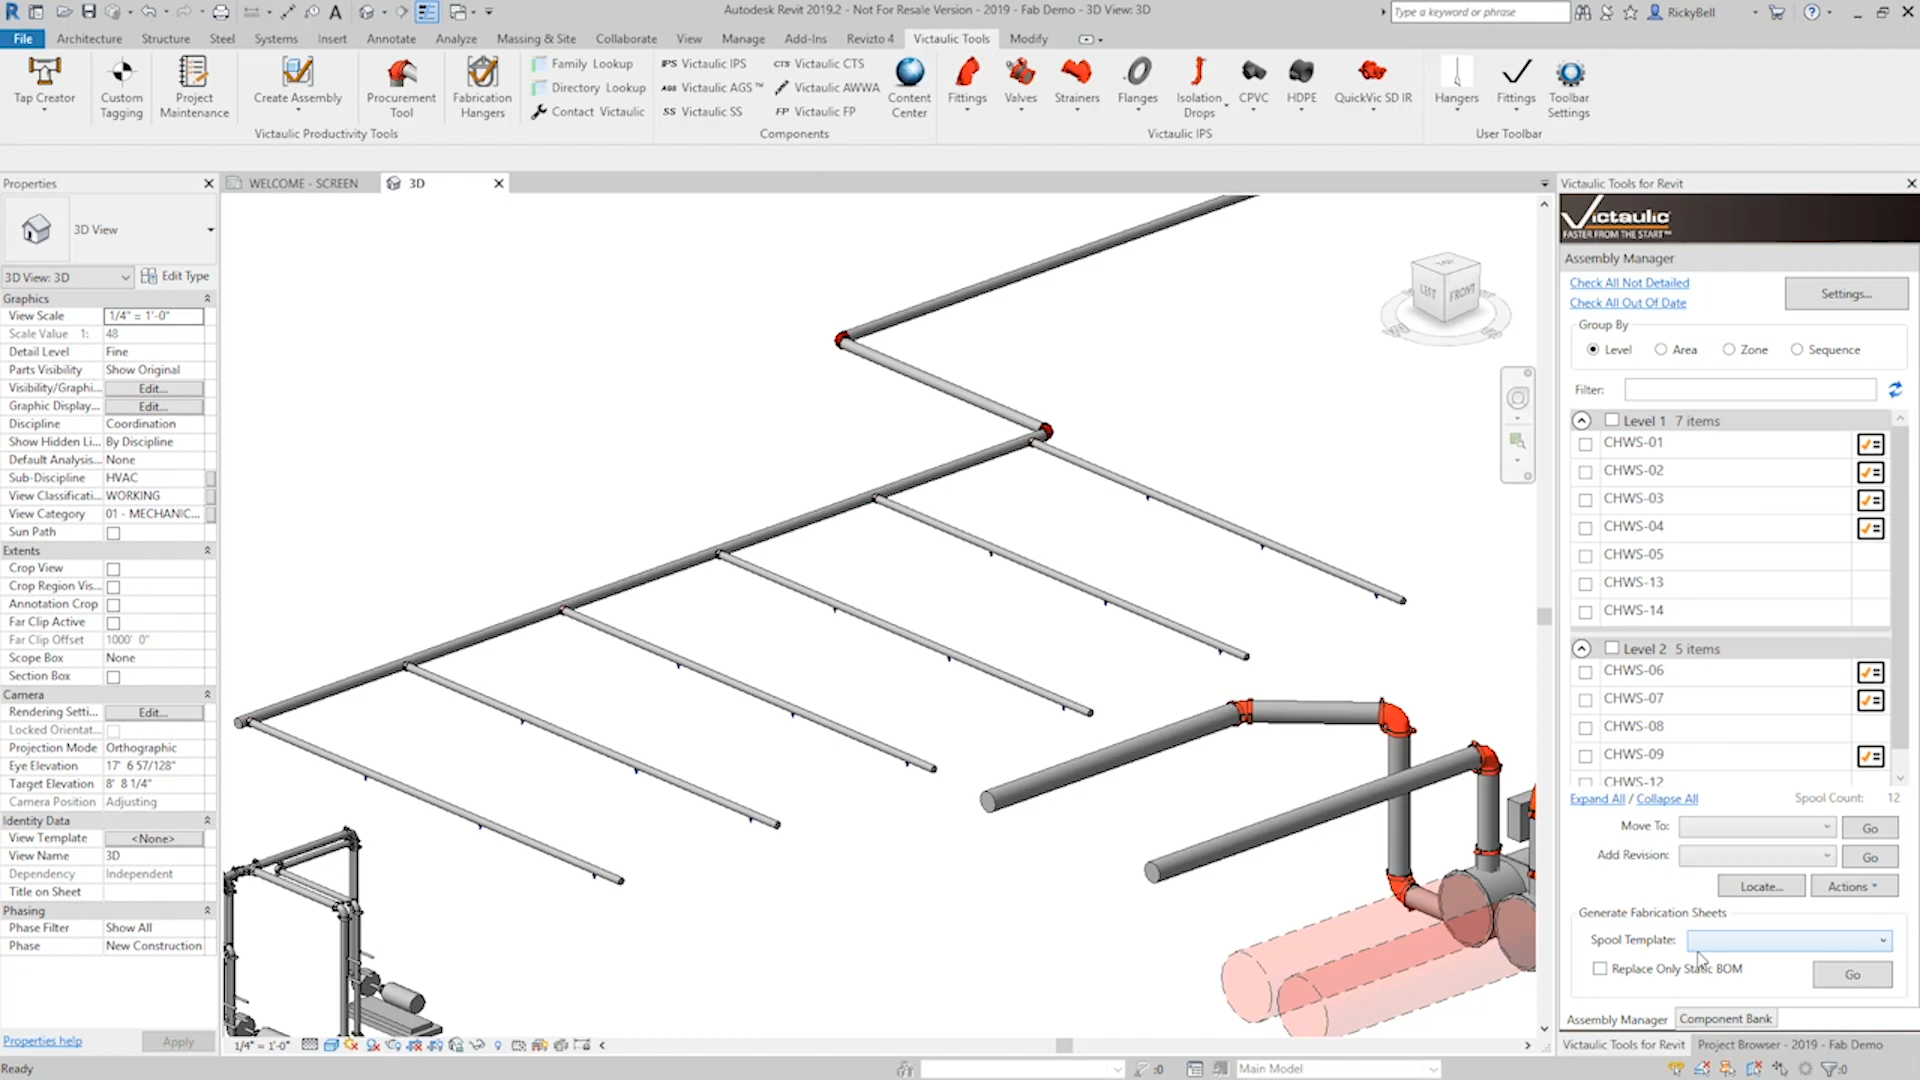 Autodesk Revit 2019.2 - Not For Resale Version - 2019 - Fab Demo - 3D View: 3D
Type a keyword or phrase
RickyBell
File Architecture Structure Steel Systems Insert Annotate Analyze Massing & Site Collaborate View Manage Add-Ins Revizto 4 Victaulic Tools Modify
Tap Creator
Custom Tagging
Project Maintenance
Create Assembly
Procurement Tool
Fabrication Hangers
Family Lookup
Directory Lookup
Contact Victaulic
IPS Victaulic IPS
AGS Victaulic AGS™
SS Victaulic SS
CTS Victaulic CTS
Victaulic AWWA
FP Victaulic FP
Content Center
Fittings
Valves
Strainers
Flanges
Isolation Drops
CPVC
HDPE
QuickVic SD IR
Hangers
Fittings
Toolbar Settings
Victaulic Productivity Tools
Components
Victaulic IPS
User Toolbar
Properties
3D View
3D View: 3D
Edit Type
Graphics
View Scale 1/4" = 1'-0"
Scale Value 1: 48
Detail Level Fine
Parts Visibility Show Original
Visibility/Graphi... Edit...
Graphic Display... Edit...
Discipline Coordination
Show Hidden Li... By Discipline
Default Analysis... None
Sub-Discipline HVAC
View Classificati... WORKING
View Category 01 - MECHANIC...
Sun Path
Extents
Crop View
Crop Region Vis...
Annotation Crop
Far Clip Active
Far Clip Offset 1000' 0"
Scope Box None
Section Box
Camera
Rendering Setti... Edit...
Locked Orientat...
Projection Mode Orthographic
Eye Elevation 17' 6 57/128"
Target Elevation 8' 8 1/4"
Camera Position Adjusting
Identity Data
View Template <None>
View Name 3D
Dependency Independent
Title on Sheet
Phasing
Phase Filter Show All
Phase New Construction
Properties help
Apply
WELCOME - SCREEN
3D
LEFT
FRONT
1/4" = 1'-0"
Victaulic Tools for Revit
Victaulic
FASTER FROM THE START™
Assembly Manager
Check All Not Detailed
Check All Out Of Date
Settings...
Group By
Level Area Zone Sequence
Filter:
Level 1 7 items
CHWS-01
CHWS-02
CHWS-03
CHWS-04
CHWS-05
CHWS-13
CHWS-14
Level 2 5 items
CHWS-06
CHWS-07
CHWS-08
CHWS-09
CHWS-12
Expand All / Collapse All
Spool Count: 12
Move To: Go
Add Revision: Go
Locate...
Actions
Generate Fabrication Sheets
Spool Template:
Replace Only Static BOM
Go
Assembly Manager
Component Bank
Victaulic Tools for Revit
Project Browser - 2019 - Fab Demo
Ready
:0
Main Model
:0